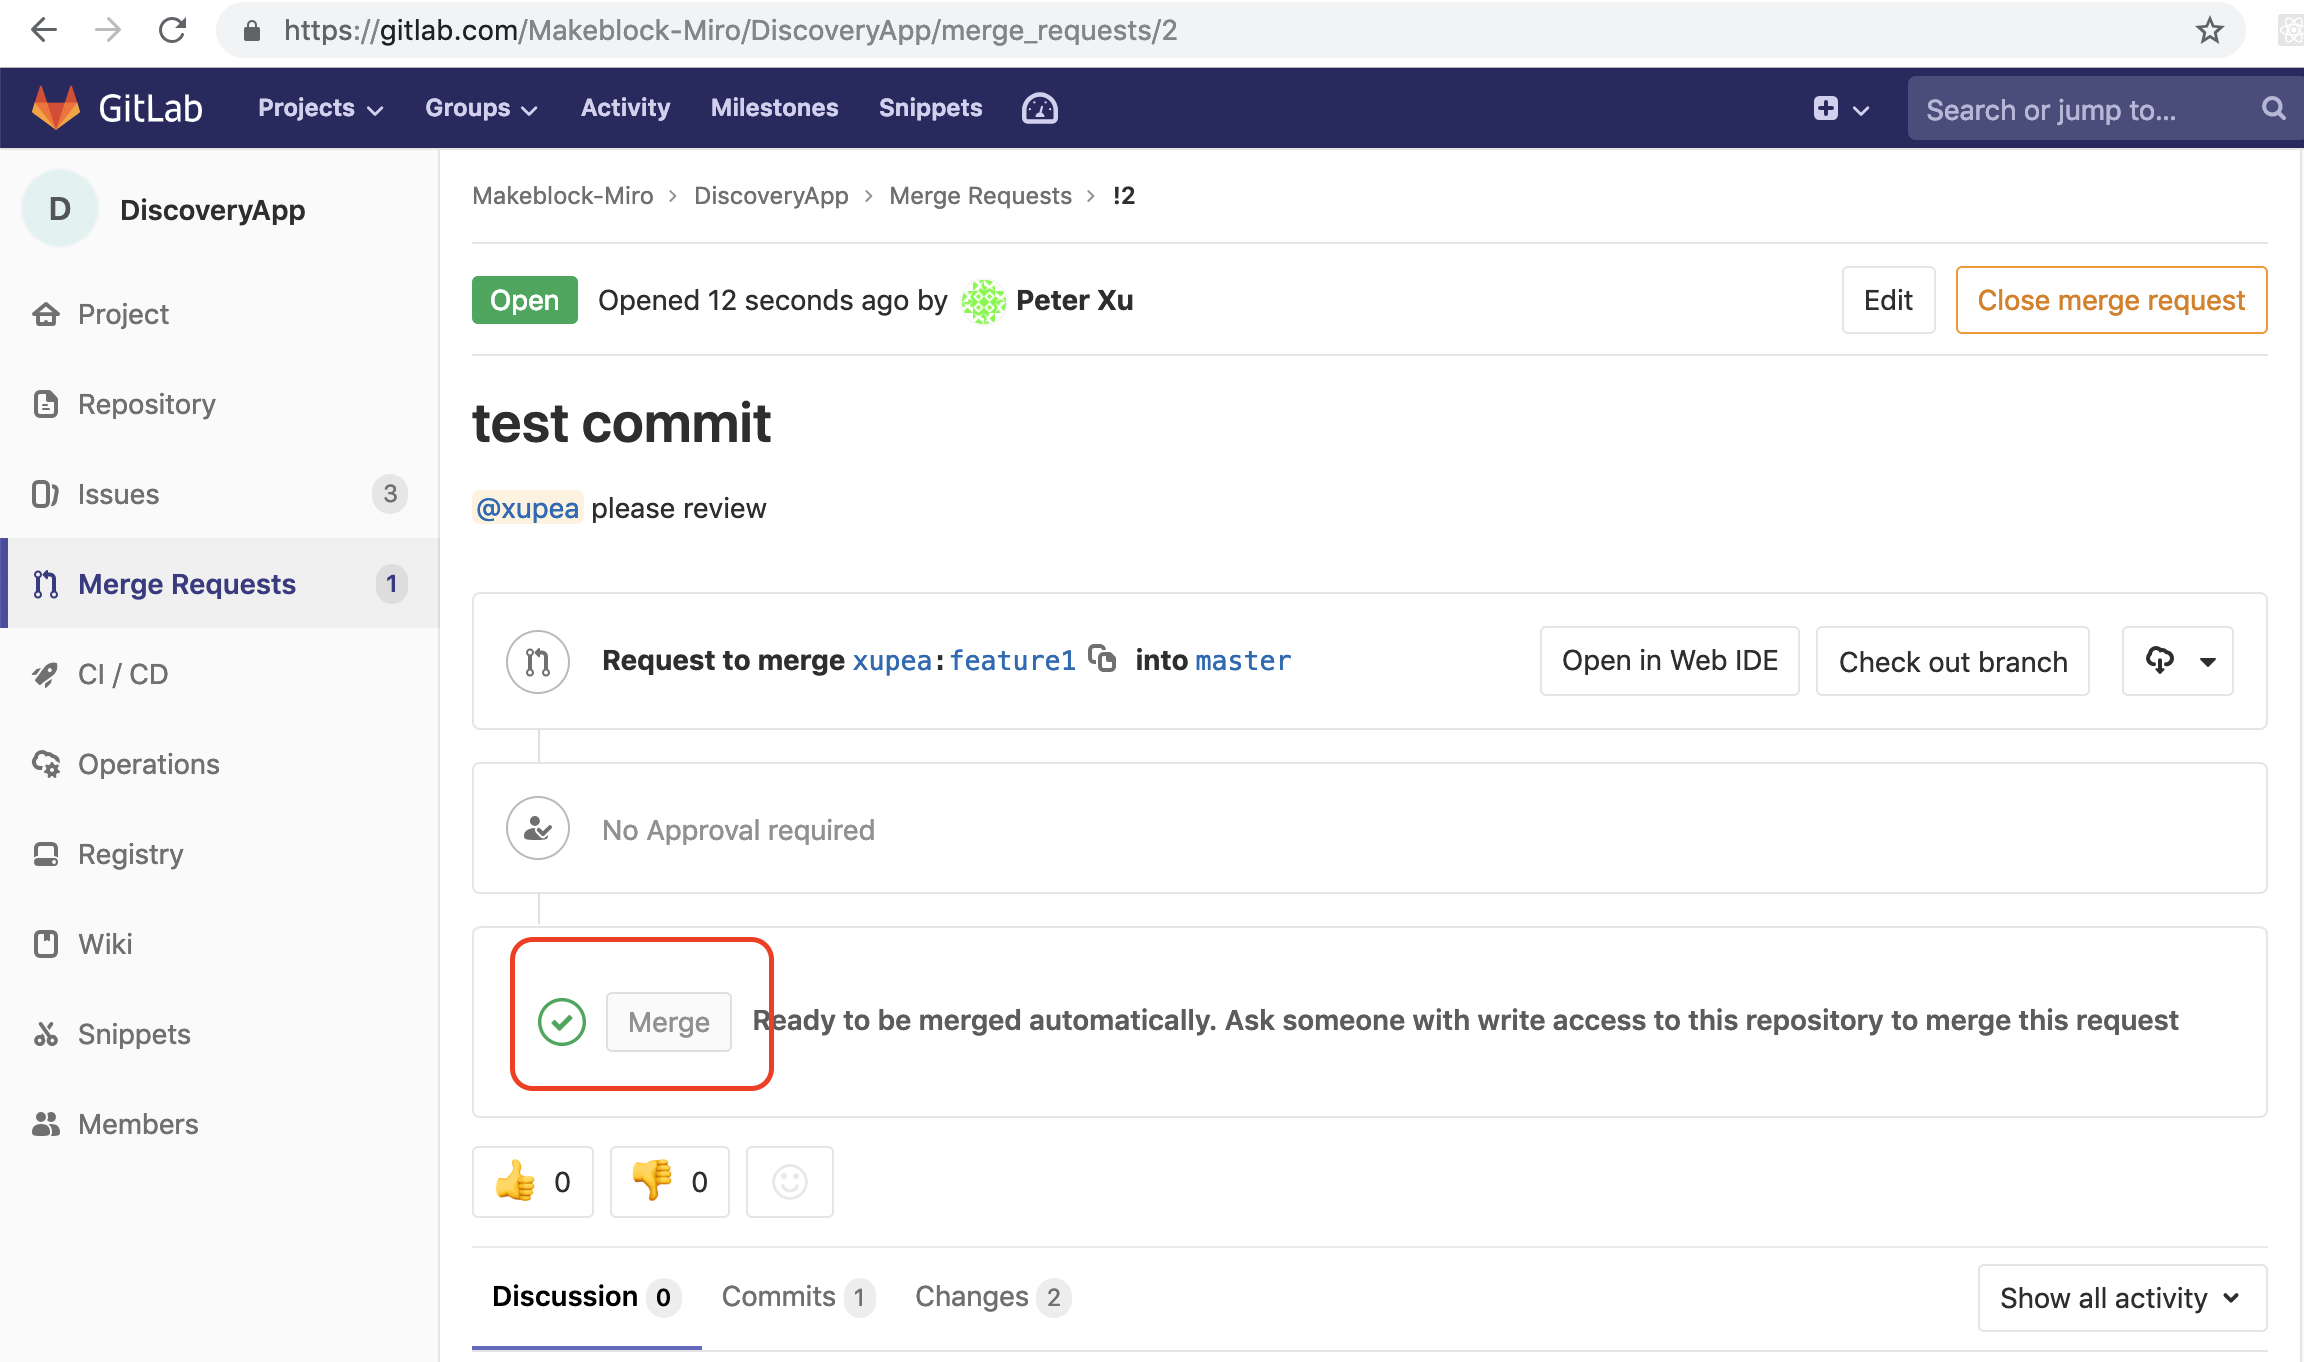 https://gitlab.com/Makeblock-Miro/DiscoveryApp/merge_requests/2
GitLab Projects Groups Activity Milestones Snippets Search or jump to...
D DiscoveryApp
Project
Repository
Issues 3
Merge Requests 1
CI / CD
Operations
Registry
Wiki
Snippets
Members
Makeblock-Miro > DiscoveryApp > Merge Requests > !2
Open Opened 12 seconds ago by Peter Xu Edit Close merge request
test commit
@xupea please review
Request to merge xupea:feature1 into master Open in Web IDE Check out branch
No Approval required
Merge Ready to be merged automatically. Ask someone with write access to this repository to merge this request
0 0
Discussion 0 Commits 1 Changes 2 Show all activity